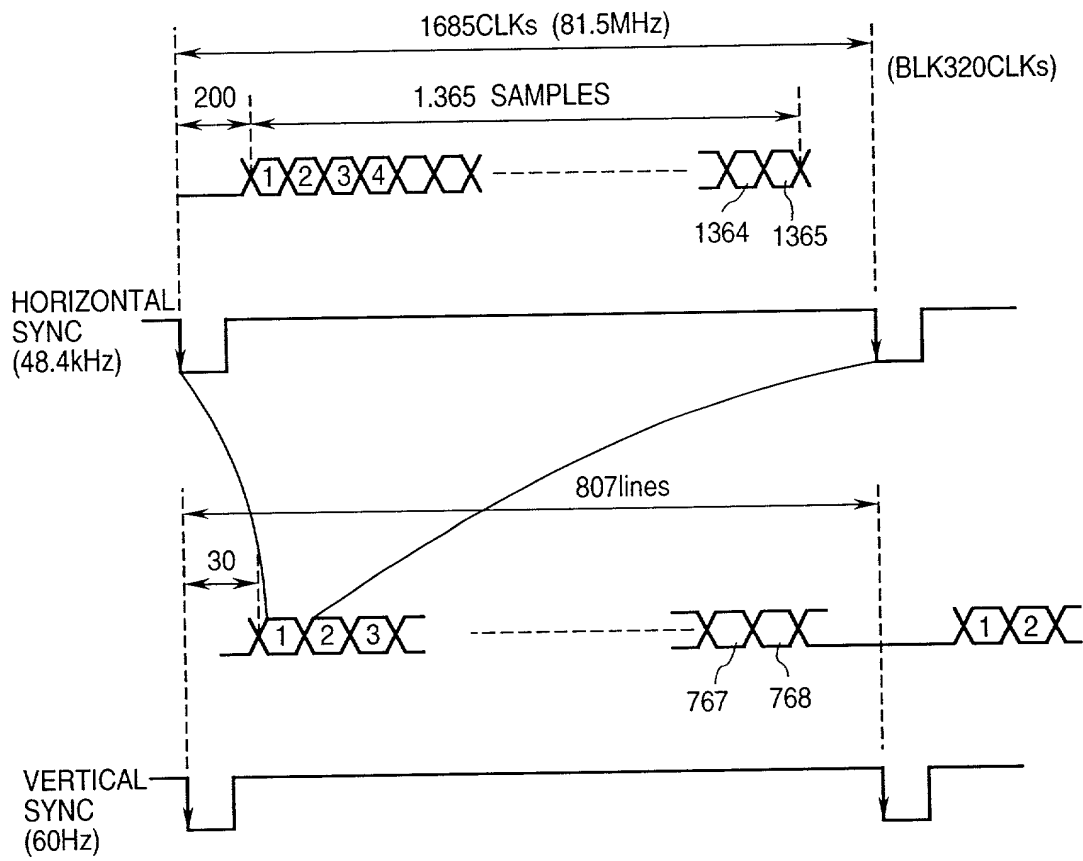 1685CLKs (81.5MHz)
(BLK320CLKs)
200
1.365 SAMPLES
1 2 3 4
1364 1365
HORIZONTAL
SYNC
(48.4kHz)
807lines
30
1 2 3
1 2
767 768
VERTICAL
SYNC
(60Hz)